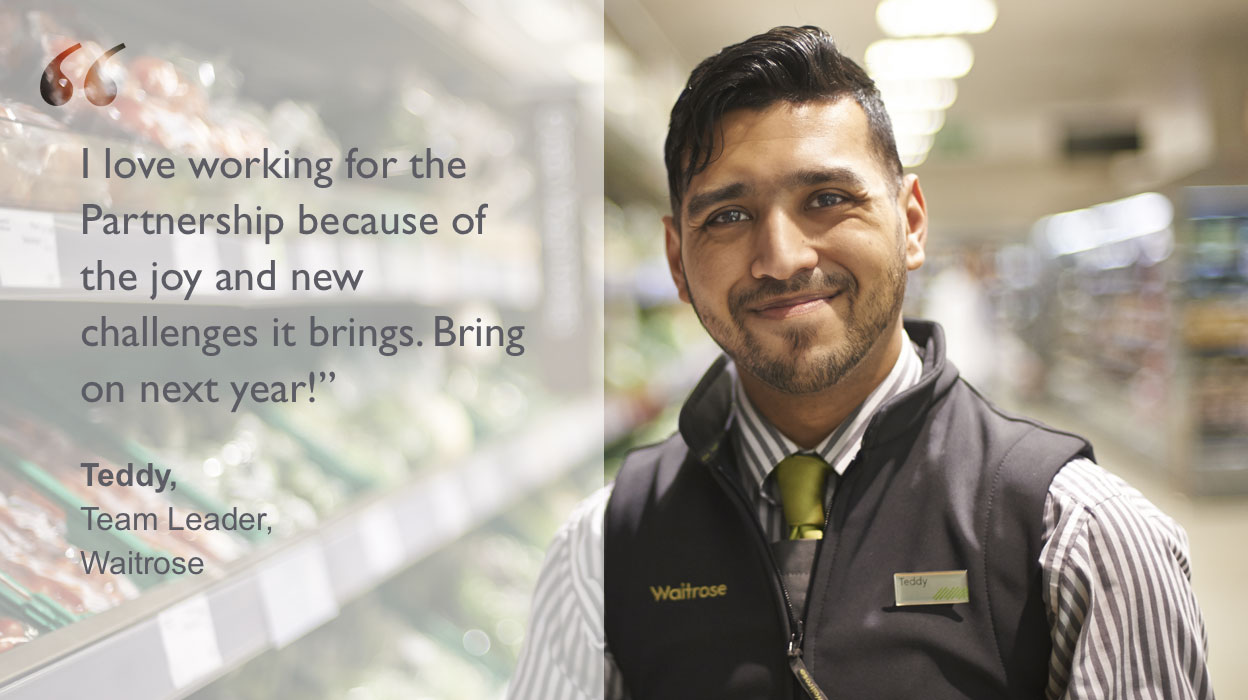 “
I love working for the
Partnership because of
the joy and new
challenges it brings. Bring
on next year!”
Teddy,
Team Leader,
Waitrose
Waitrose
Teddy